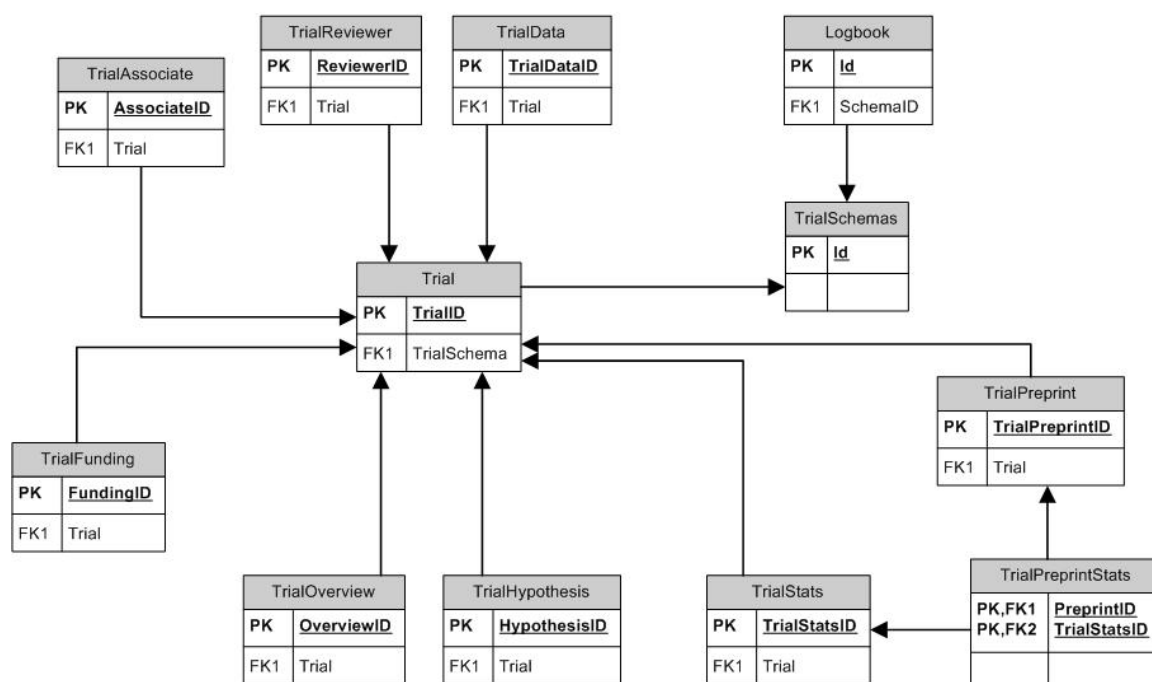 TrialReviewer
PK ReviewerID
FK1 Trial
TrialData
PK TrialDataID
FK1 Trial
Logbook
PK Id
FK1 SchemaID
TrialAssociate
PK AssociateID
FK1 Trial
TrialSchemas
PK Id
Trial
PK TrialID
FK1 TrialSchema
TrialPreprint
PK TrialPreprintID
FK1 Trial
TrialFunding
PK FundingID
FK1 Trial
TrialOverview
PK OverviewID
FK1 Trial
TrialHypothesis
PK HypothesisID
FK1 Trial
TrialStats
PK TrialStatsID
FK1 Trial
TrialPreprintStats
PK,FK1 PreprintID
PK,FK2 TrialStatsID